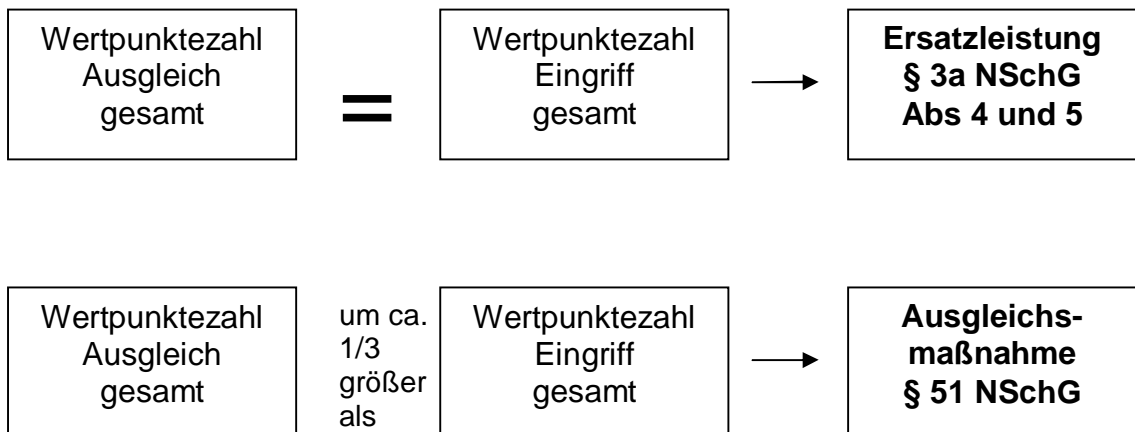 Wertpunktezahl
Ausgleich
gesamt
=
Wertpunktezahl
Eingriff
gesamt
Ersatzleistung
§ 3a NSchG
Abs 4 und 5
Wertpunktezahl
Ausgleich
gesamt
um ca.
1/3
größer
als
Wertpunktezahl
Eingriff
gesamt
Ausgleichs-
maßnahme
§ 51 NSchG